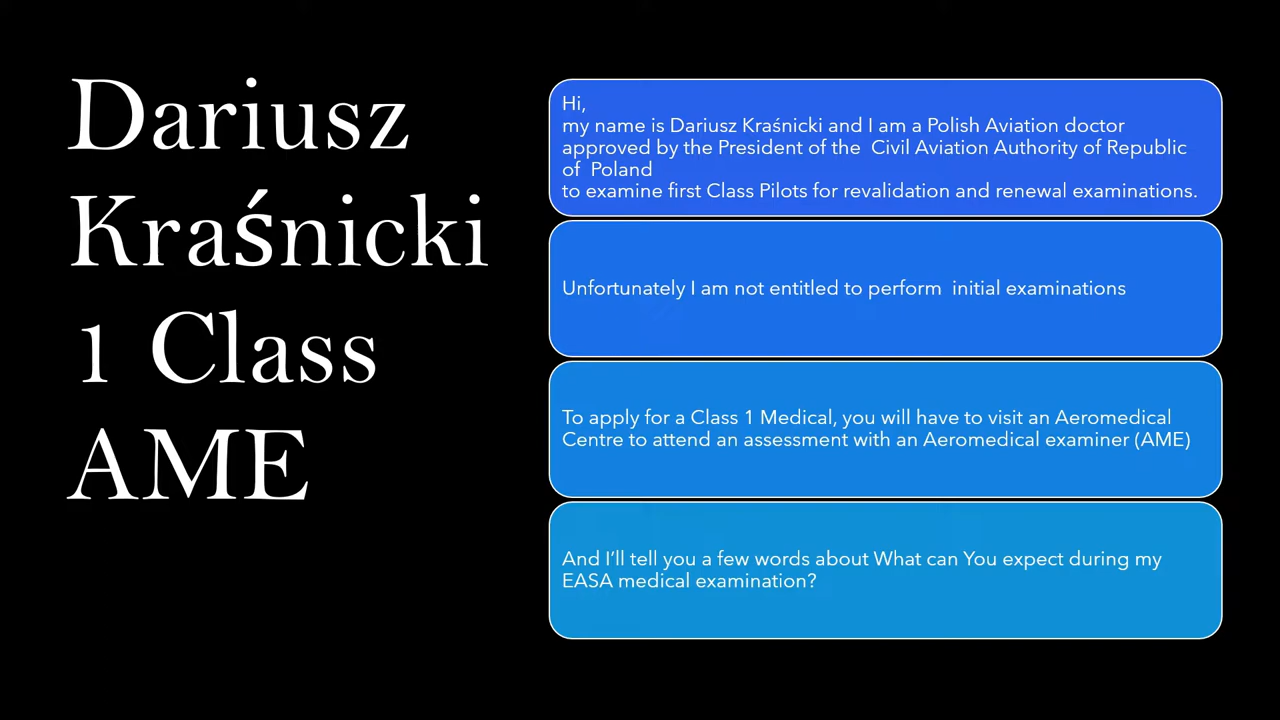 Dariusz
Kraśnicki
1 Class
AME
Hi,
my name is Dariusz Kraśnicki and I am a Polish Aviation doctor
approved by the President of the  Civil Aviation Authority of Republic
of  Poland
to examine first Class Pilots for revalidation and renewal examinations.
Unfortunately I am not entitled to perform  initial examinations
To apply for a Class 1 Medical, you will have to visit an Aeromedical
Centre to attend an assessment with an Aeromedical examiner (AME)
And I’ll tell you a few words about What can You expect during my
EASA medical examination?